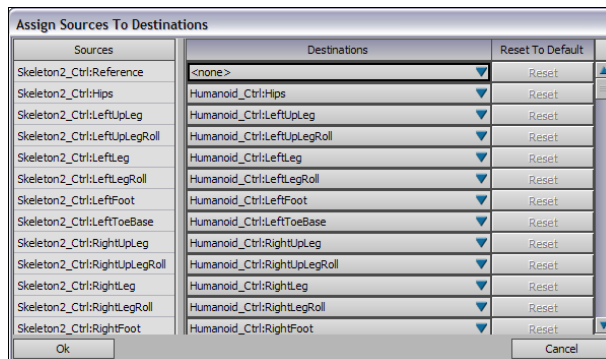 Assign Sources To Destinations
Sources Destinations Reset To Default
Skeleton2_Ctrl:Reference <none> Reset
Skeleton2_Ctrl:Hips Humanoid_Ctrl:Hips Reset
Skeleton2_Ctrl:LeftUpLeg Humanoid_Ctrl:LeftUpLeg Reset
Skeleton2_Ctrl:LeftUpLegRoll Humanoid_Ctrl:LeftUpLegRoll Reset
Skeleton2_Ctrl:LeftLeg Humanoid_Ctrl:LeftLeg Reset
Skeleton2_Ctrl:LeftLegRoll Humanoid_Ctrl:LeftLegRoll Reset
Skeleton2_Ctrl:LeftFoot Humanoid_Ctrl:LeftFoot Reset
Skeleton2_Ctrl:LeftToeBase Humanoid_Ctrl:LeftToeBase Reset
Skeleton2_Ctrl:RightUpLeg Humanoid_Ctrl:RightUpLeg Reset
Skeleton2_Ctrl:RightUpLegRoll Humanoid_Ctrl:RightUpLegRoll Reset
Skeleton2_Ctrl:RightLeg Humanoid_Ctrl:RightLeg Reset
Skeleton2_Ctrl:RightLegRoll Humanoid_Ctrl:RightLegRoll Reset
Skeleton2_Ctrl:RightFoot Humanoid_Ctrl:RightFoot Reset
Ok Cancel